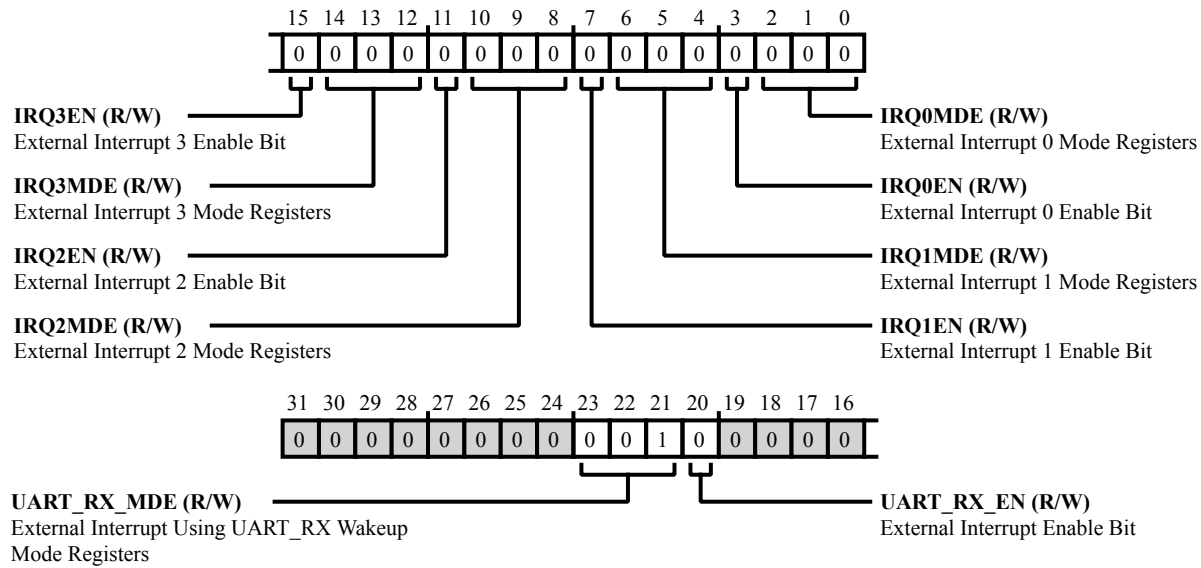 15 14 13 12 11 10 9 8 7 6 5 4 3 2 1 0
0 0 0 0 0 0 0 0 0 0 0 0 0 0 0 0
IRQ3EN (R/W)
External Interrupt 3 Enable Bit
IRQ3MDE (R/W)
External Interrupt 3 Mode Registers
IRQ2EN (R/W)
External Interrupt 2 Enable Bit
IRQ2MDE (R/W)
External Interrupt 2 Mode Registers
IRQ0MDE (R/W)
External Interrupt 0 Mode Registers
IRQ0EN (R/W)
External Interrupt 0 Enable Bit
IRQ1MDE (R/W)
External Interrupt 1 Mode Registers
IRQ1EN (R/W)
External Interrupt 1 Enable Bit
31 30 29 28 27 26 25 24 23 22 21 20 19 18 17 16
0 0 0 0 0 0 0 0 0 0 1 0 0 0 0 0
UART_RX_MDE (R/W)
External Interrupt Using UART_RX Wakeup
Mode Registers
UART_RX_EN (R/W)
External Interrupt Enable Bit